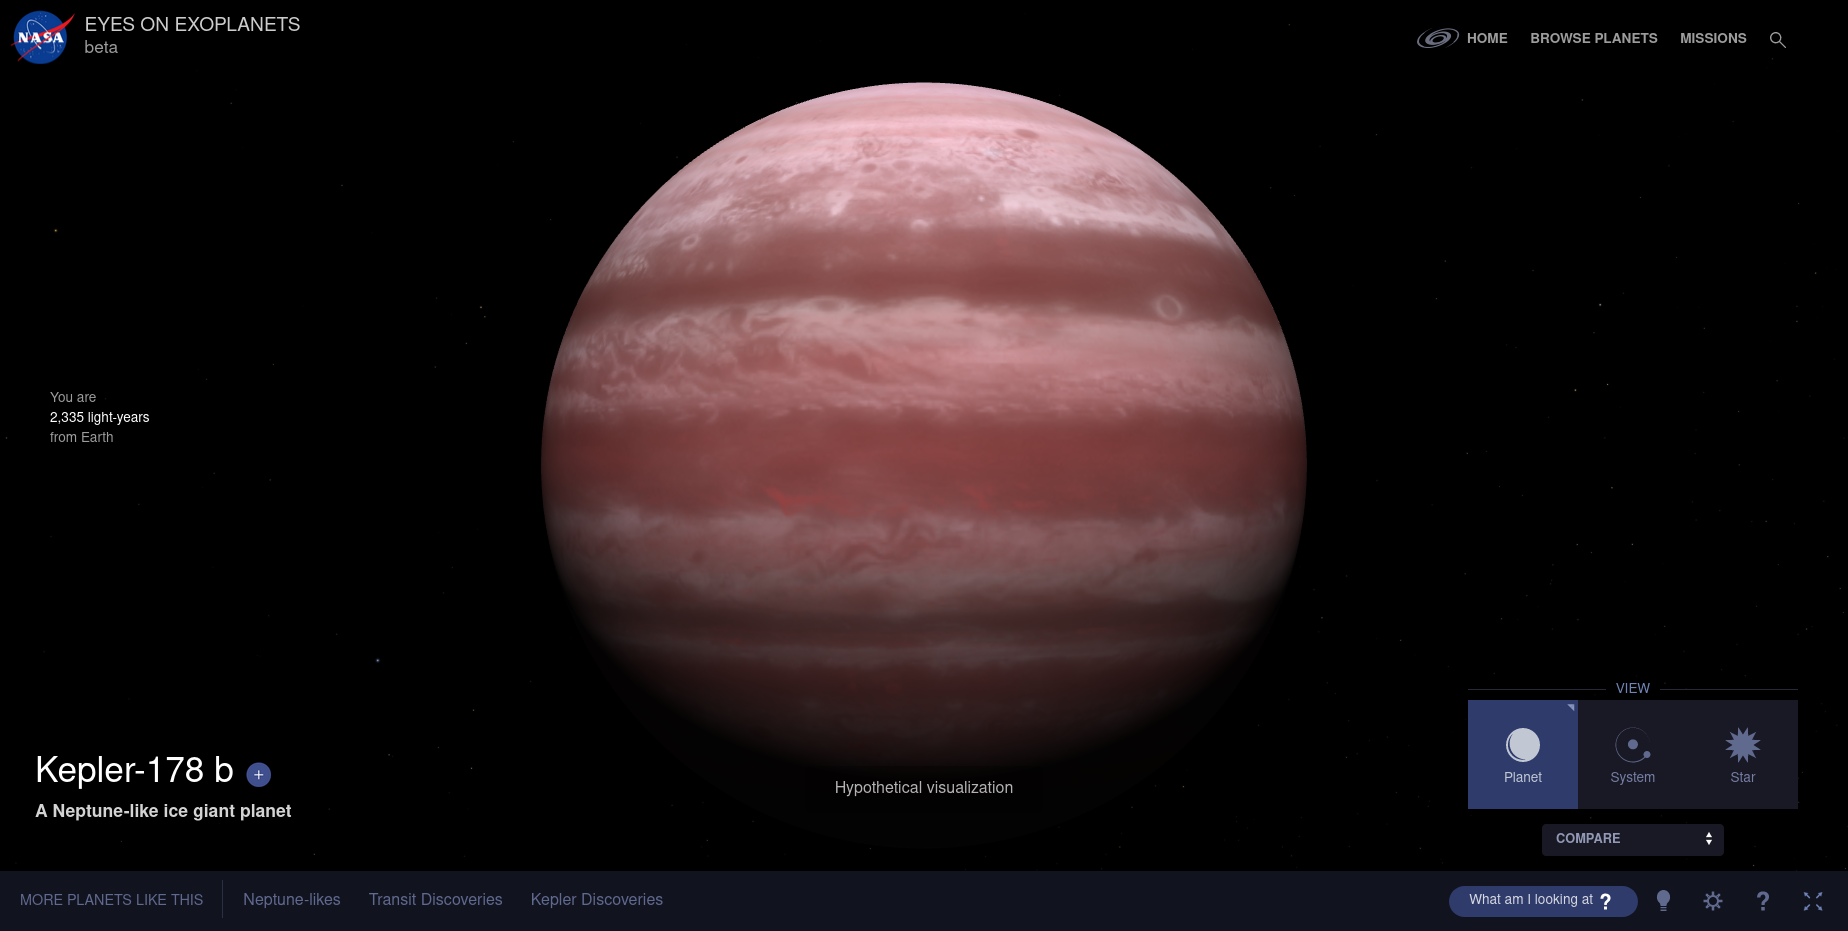 NASA
EYES ON EXOPLANETS
beta
HOME
BROWSE PLANETS
MISSIONS
You are
2,335 light-years
from Earth
Kepler-178 b +
A Neptune-like ice giant planet
Hypothetical visualization
VIEW
Planet
System
Star
COMPARE
MORE PLANETS LIKE THIS
Neptune-likes
Transit Discoveries
Kepler Discoveries
What am I looking at ?
?